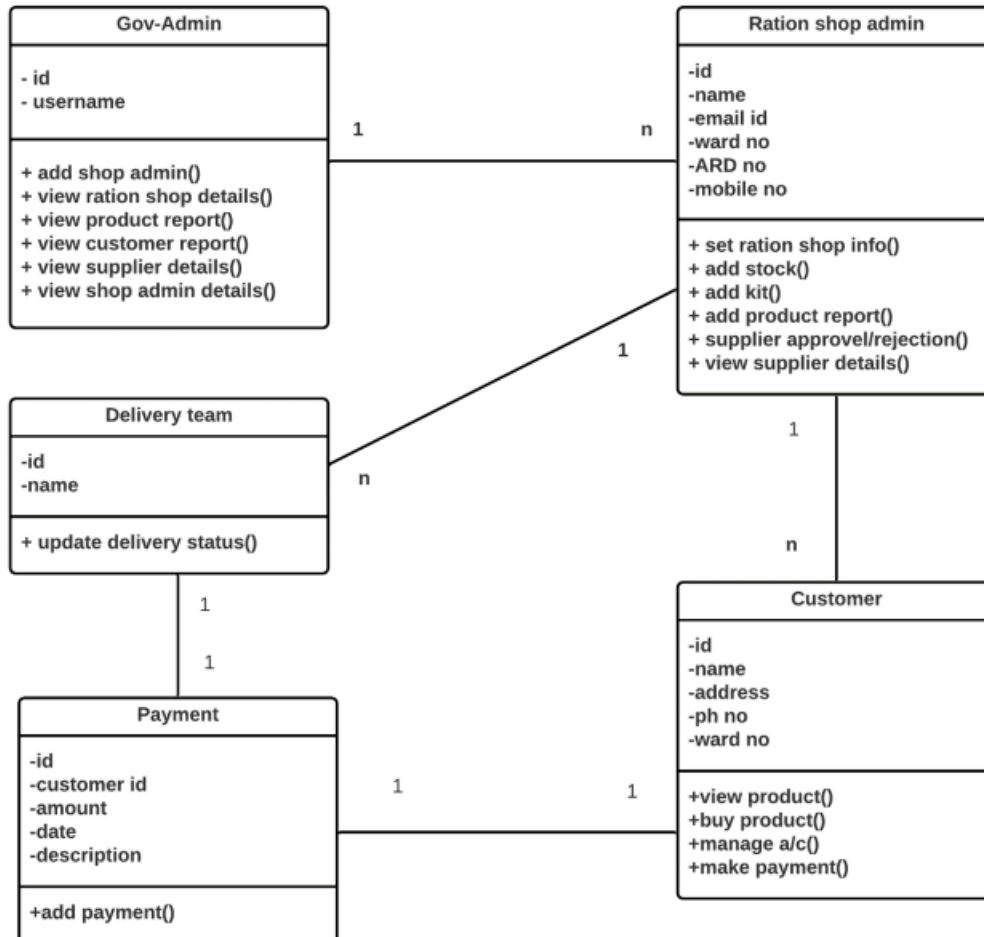 Gov-Admin
- id
- username
+ add shop admin()
+ view ration shop details()
+ view product report()
+ view customer report()
+ view supplier details()
+ view shop admin details()
1
n
Ration shop admin
-id
-name
-email id
-ward no
-ARD no
-mobile no
+ set ration shop info()
+ add stock()
+ add kit()
+ add product report()
+ supplier approvel/rejection()
+ view supplier details()
1
n
Delivery team
-id
-name
+ update delivery status()
1
n
1
1
Customer
-id
-name
-address
-ph no
-ward no
+view product()
+buy product()
+manage a/c()
+make payment()
Payment
-id
-customer id
-amount
-date
-description
+add payment()
1
1